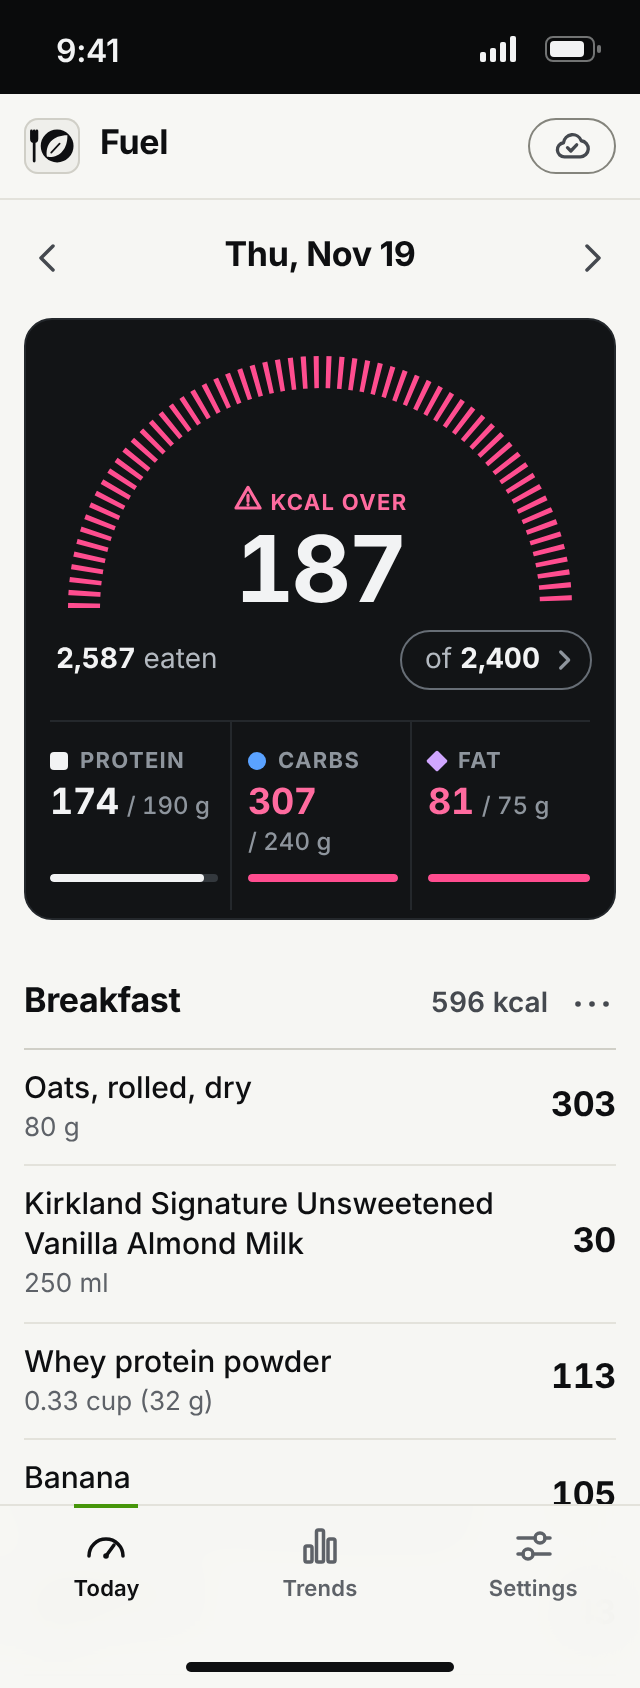 9:41
Fuel
Thu, Nov 19
KCAL OVER
187
2,587 eaten
of 2,400
PROTEIN
174 / 190 g
CARBS
307
/ 240 g
FAT
81 / 75 g
Breakfast
596 kcal
Oats, rolled, dry
80 g
303
Kirkland Signature Unsweetened
Vanilla Almond Milk
250 ml
30
Whey protein powder
0.33 cup (32 g)
113
Banana
105
Today
Trends
Settings